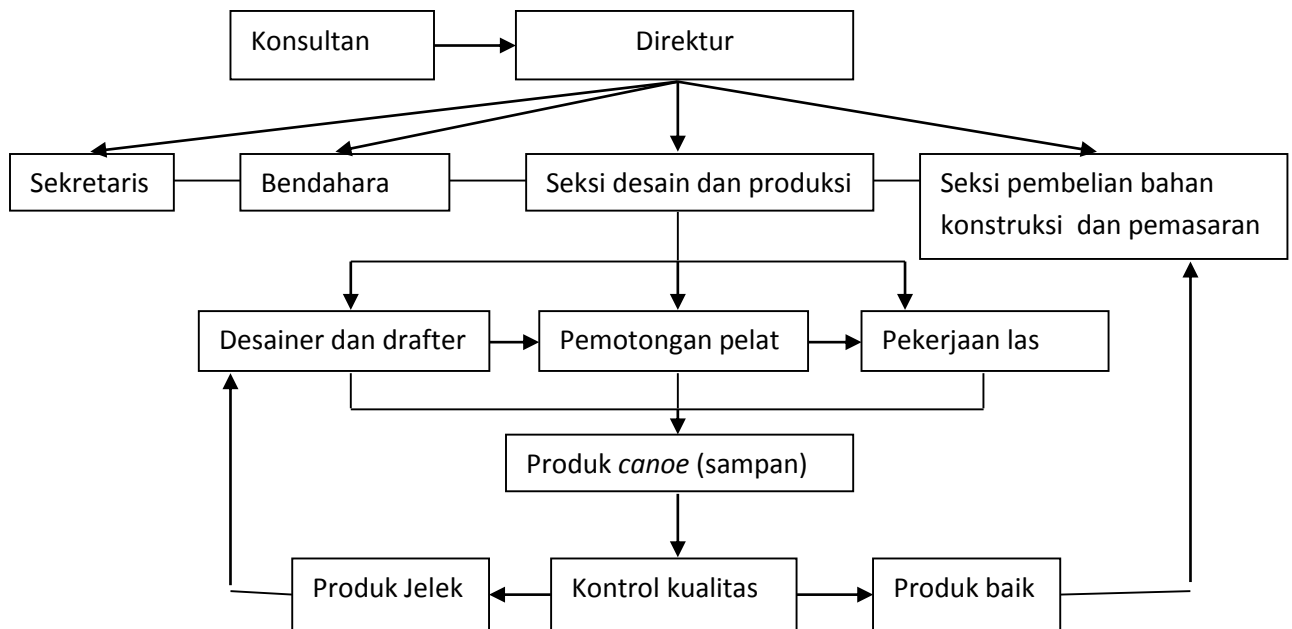 Konsultan
Direktur
Sekretaris
Bendahara
Seksi desain dan produksi
Seksi pembelian bahan
konstruksi dan pemasaran
Desainer dan drafter
Pemotongan pelat
Pekerjaan las
Produk canoe (sampan)
Produk Jelek
Kontrol kualitas
Produk baik